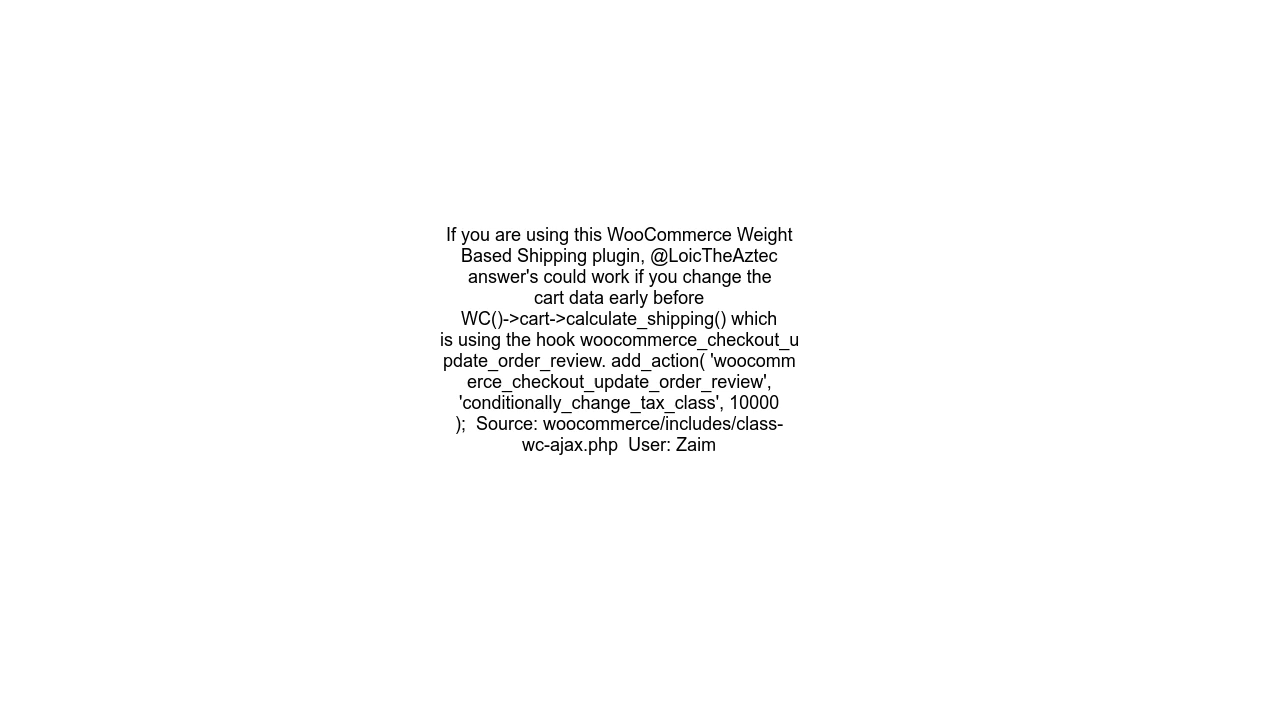 If you are using this WooCommerce Weight
Based Shipping plugin, @LoicTheAztec
answer's could work if you change the
cart data early before
WC()->cart->calculate_shipping() which
is using the hook woocommerce_checkout_u
pdate_order_review. add_action( 'woocomm
erce_checkout_update_order_review',
'conditionally_change_tax_class', 10000
);  Source: woocommerce/includes/class-
wc-ajax.php  User: Zaim